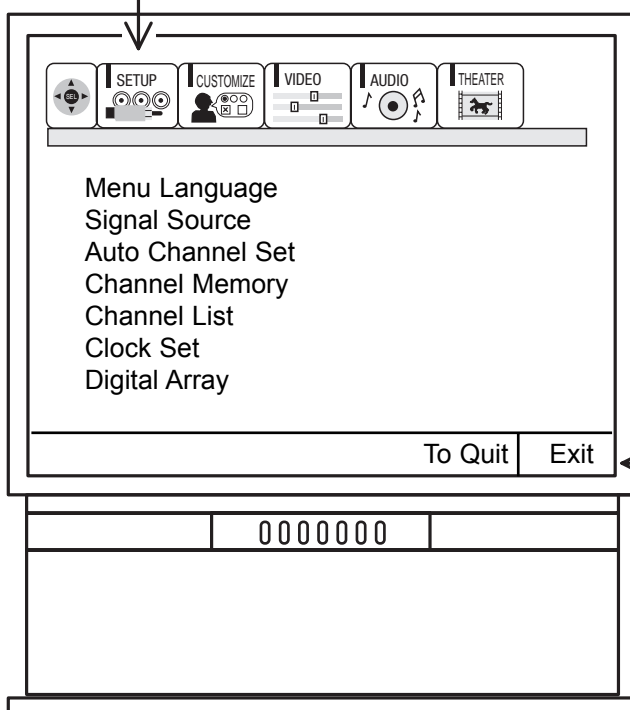 SEL SETUP CUSTOMIZE VIDEO AUDIO THEATER
Menu Language
Signal Source
Auto Channel Set
Channel Memory
Channel List
Clock Set
Digital Array
To Quit Exit
0000000